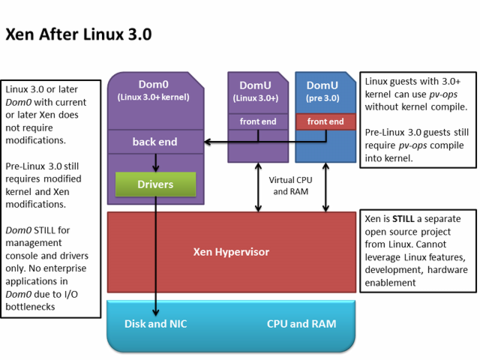 Xen After Linux 3.0
Linux 3.0 or later
Dom0 with current
or later Xen does
not require
modifications.
Pre-Linux 3.0 still
requires modified
kernel and Xen
modifications.
Dom0 STILL for
management
console and drivers
only. No enterprise
applications in
Dom0 due to I/O
bottlenecks
Dom0
(Linux 3.0+ kernel)
back end
Drivers
DomU
(Linux 3.0+)
front end
DomU
(pre 3.0)
front end
Virtual CPU
and RAM
Xen Hypervisor
Disk and NIC
CPU and RAM
Linux guests with 3.0+
kernel can use pv-ops
without kernel compile.
Pre-Linux 3.0 guests still
require pv-ops compile
into kernel.
Xen is STILL a separate
open source project
from Linux. Cannot
leverage Linux features,
development, hardware
enablement